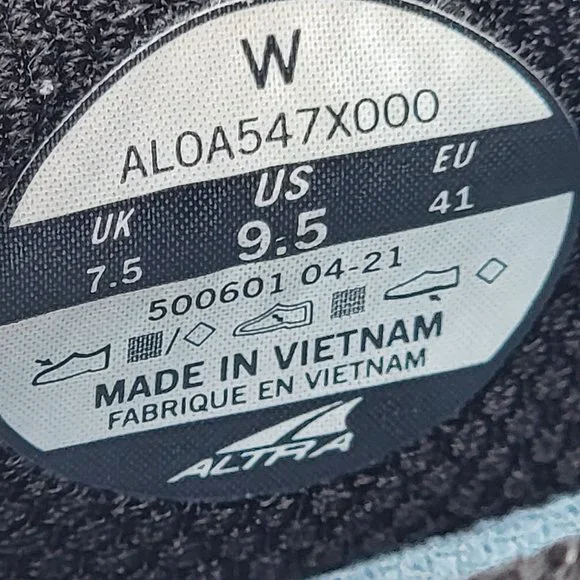 W
AL0A547X000
UK US EU
7.5 9.5 41
500601 04-21
MADE IN VIETNAM
FABRIQUE EN VIETNAM
ALTRA